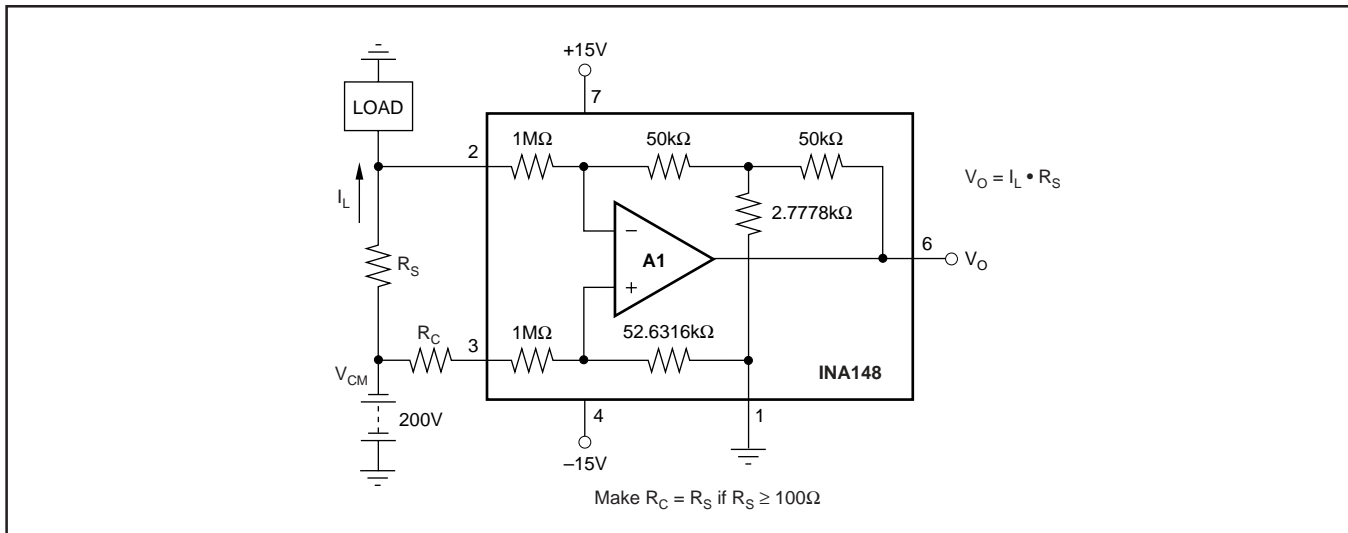 +15V
7
LOAD
1MΩ
50kΩ
50kΩ
2
V_O = I_L • R_S
I_L
2.7778kΩ
–
6
A1
V_O
R_S
+
1MΩ
52.6316kΩ
R_C
3
INA148
V_CM
4
1
200V
–15V
Make R_C = R_S if R_S ≥ 100Ω